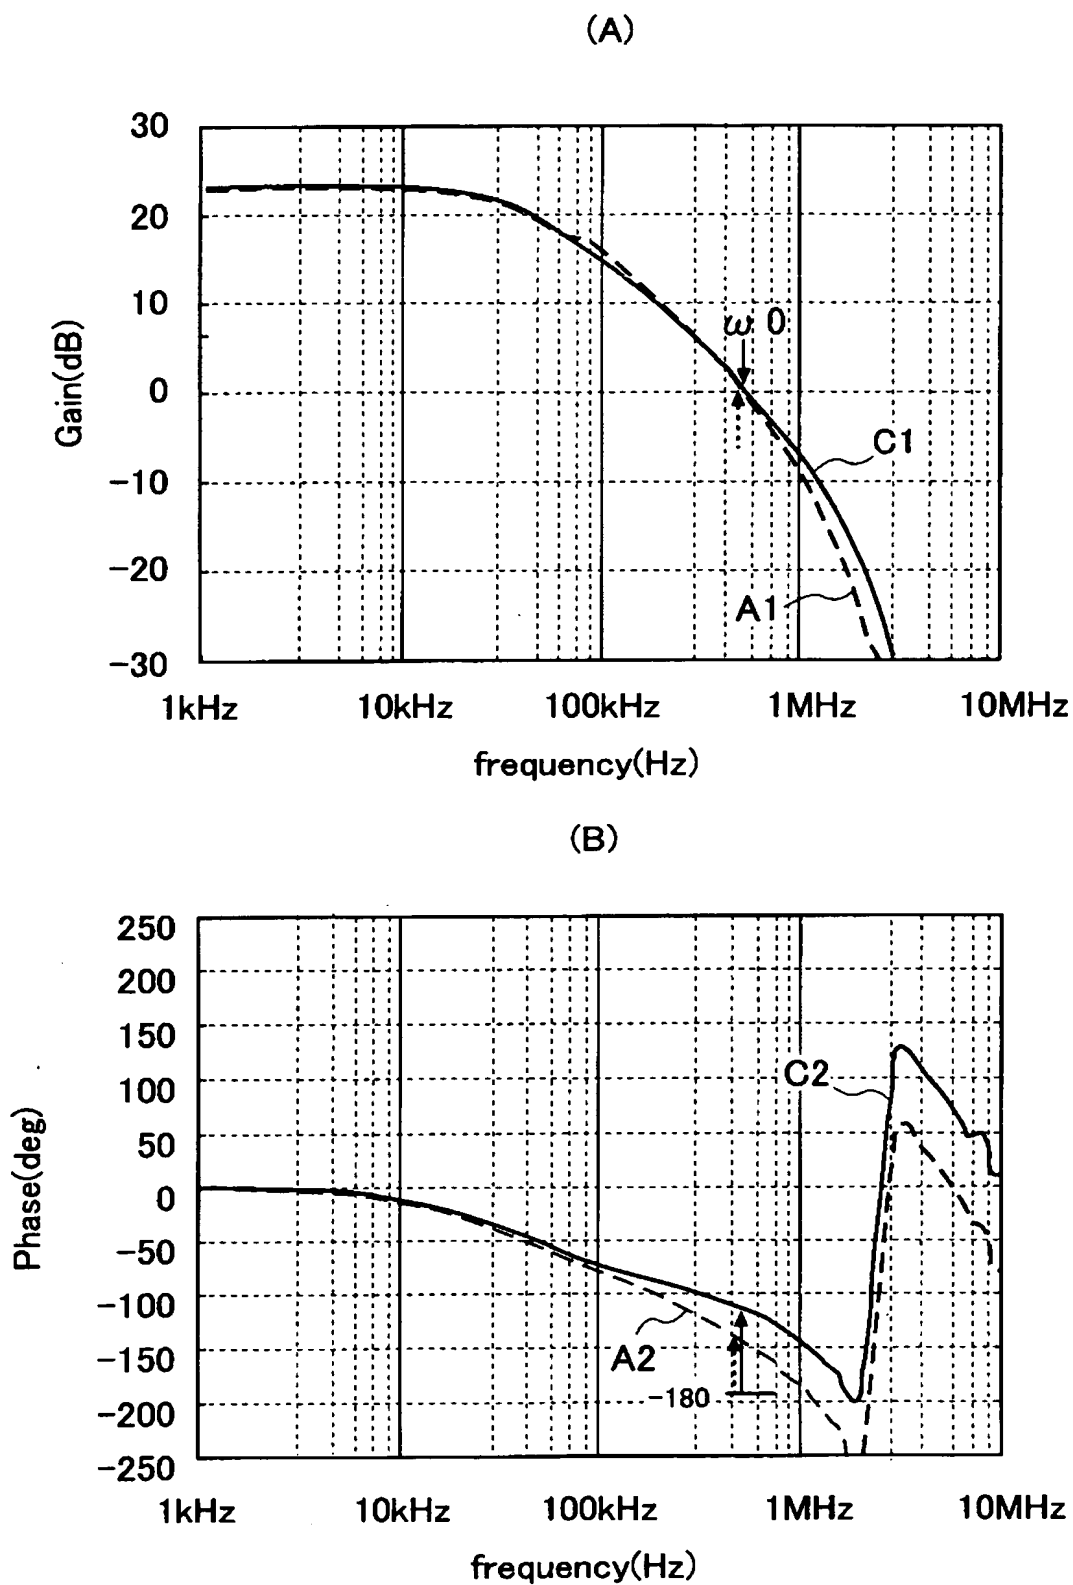 (A)
30
20
10
0
-10
-20
-30
Gain(dB)
ω 0
C1
A1
1kHz
10kHz
100kHz
1MHz
10MHz
frequency(Hz)
(B)
250
200
150
100
50
0
-50
-100
-150
-200
-250
Phase(deg)
C2
A2
-180
1kHz
10kHz
100kHz
1MHz
10MHz
frequency(Hz)